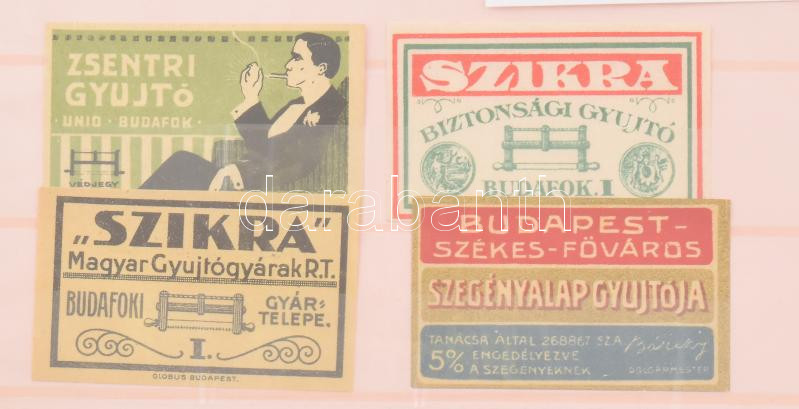 ZSENTRI
GYUJTÓ
UNIO · BUDAFOK ·
VÉDJEGY
SZIKRA
BIZTONSÁGI GYUJTÓ
BUDAFOK. I
„SZIKRA”
Magyar Gyujtógyárak R.T.
BUDAFOKI
GYÁR=
TELEPE.
I.
GLOBUS BUDAPEST.
BUDAPEST-
SZÉKES-FŐVÁROS
SZEGÉNYALAP GYUJTÓJA
TANÁCSA ÁLTAL 268867 SZ.A
5% ENGEDÉLYEZVE
A SZEGÉNYEKNEK
POLGÁRMESTER
darabanth